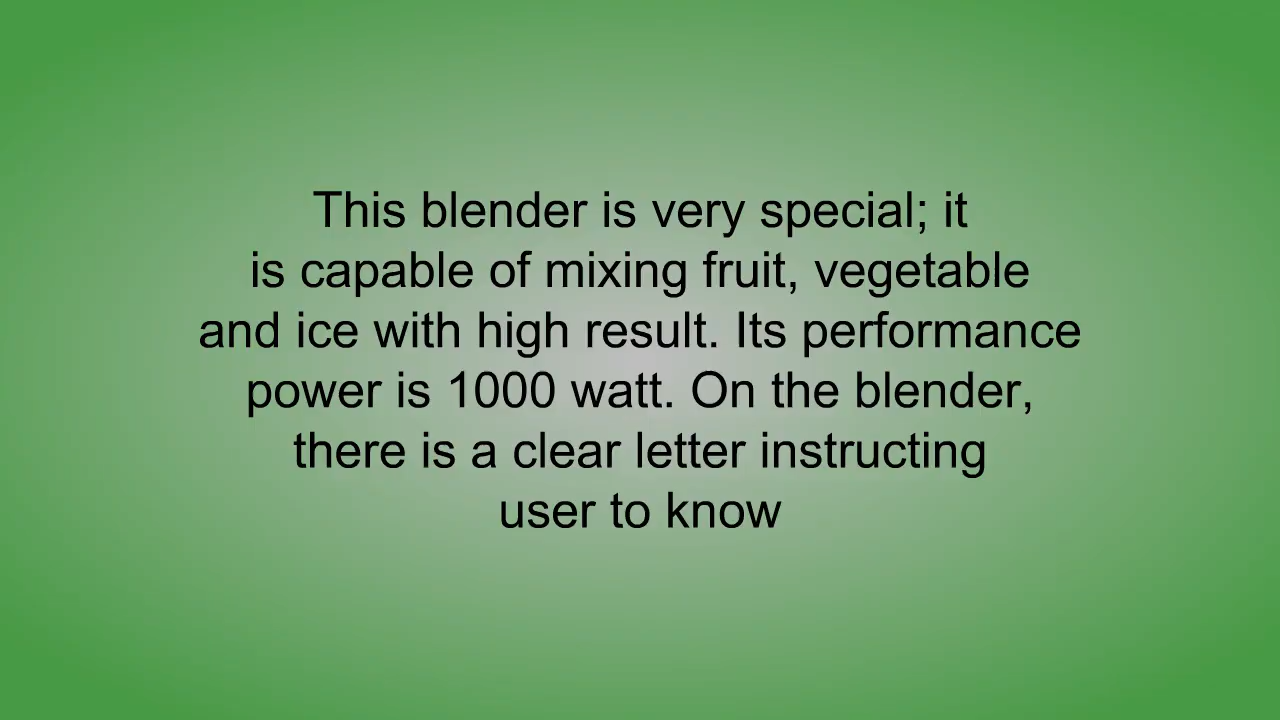 This blender is very special; it
is capable of mixing fruit, vegetable
and ice with high result. Its performance
power is 1000 watt. On the blender,
there is a clear letter instructing
user to know